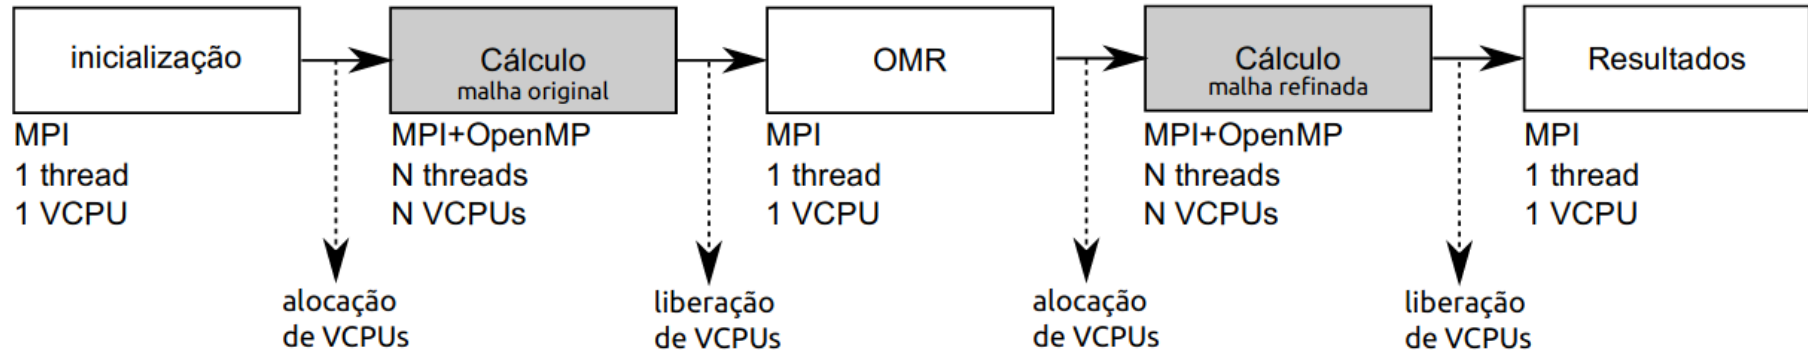 inicialização
Cálculo
malha original
OMR
Cálculo
malha refinada
Resultados
MPI
1 thread
1 VCPU
MPI+OpenMP
N threads
N VCPUs
MPI
1 thread
1 VCPU
MPI+OpenMP
N threads
N VCPUs
MPI
1 thread
1 VCPU
alocação
de VCPUs
liberação
de VCPUs
alocação
de VCPUs
liberação
de VCPUs